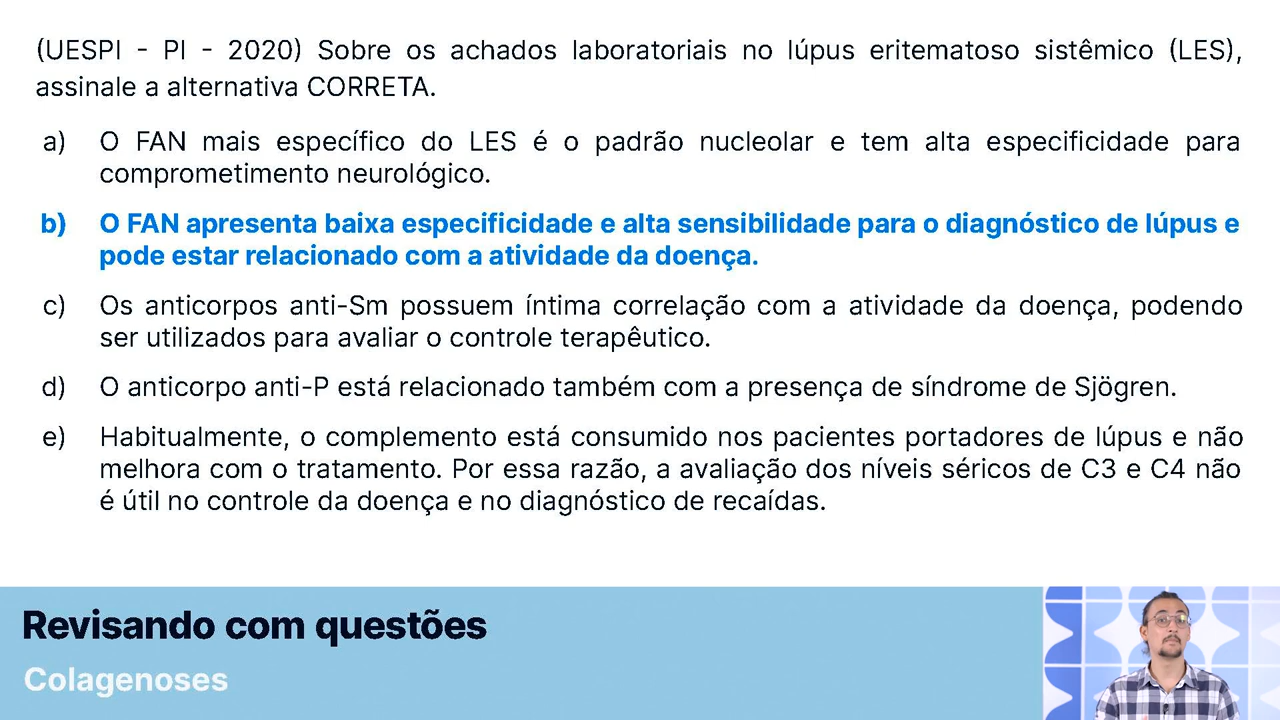 (UESPI - PI - 2020) Sobre os achados laboratoriais no lúpus eritematoso sistêmico (LES),
assinale a alternativa CORRETA.
a) O FAN mais específico do LES é o padrão nucleolar e tem alta especificidade para
comprometimento neurológico.
b) O FAN apresenta baixa especificidade e alta sensibilidade para o diagnóstico de lúpus e
pode estar relacionado com a atividade da doença.
c) Os anticorpos anti-Sm possuem íntima correlação com a atividade da doença, podendo
ser utilizados para avaliar o controle terapêutico.
d) O anticorpo anti-P está relacionado também com a presença de síndrome de Sjögren.
e) Habitualmente, o complemento está consumido nos pacientes portadores de lúpus e não
melhora com o tratamento. Por essa razão, a avaliação dos níveis séricos de C3 e C4 não
é útil no controle da doença e no diagnóstico de recaídas.
Revisando com questões
Colagenoses